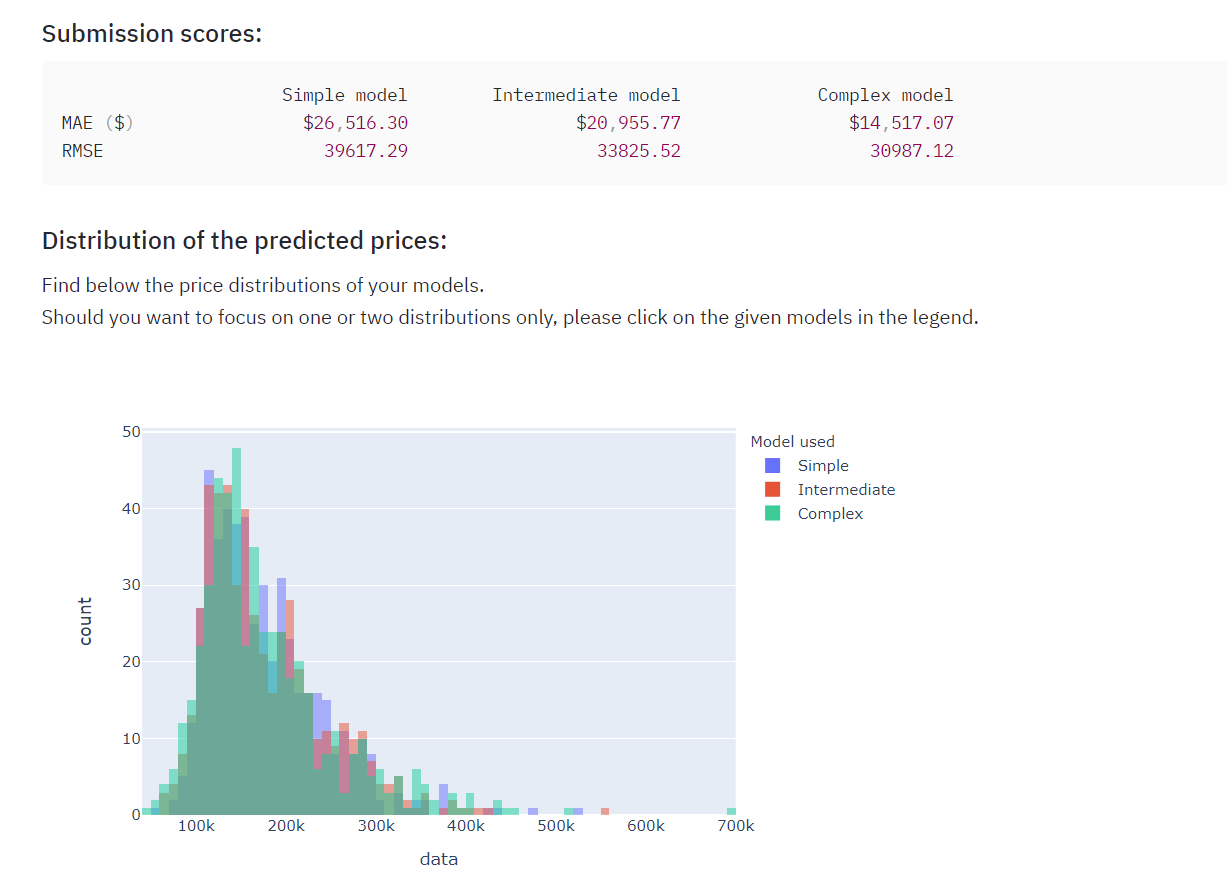 Submission scores:
Simple model Intermediate model Complex model
MAE ($) $26,516.30 $20,955.77 $14,517.07
RMSE 39617.29 33825.52 30987.12
Distribution of the predicted prices:
Find below the price distributions of your models.
Should you want to focus on one or two distributions only, please click on the given models in the legend.
50
40
30
20
10
0
count
100k 200k 300k 400k 500k 600k 700k
data
Model used
Simple
Intermediate
Complex